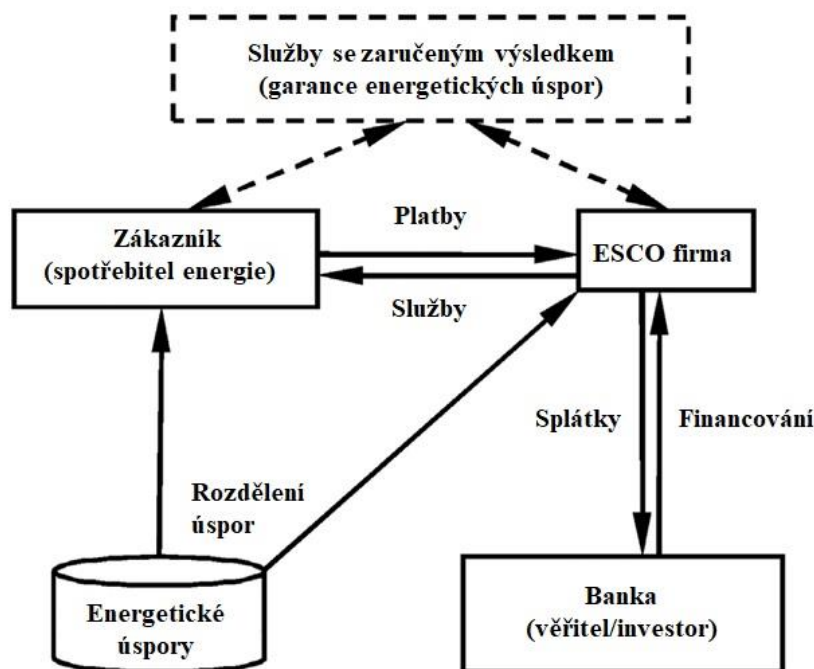 Služby se zaručeným výsledkem
(garance energetických úspor)
Platby
Zákazník
(spotřebitel energie)
ESCO firma
Služby
Splátky
Financování
Rozdělení
úspor
Energetické
úspory
Banka
(věřitel/investor)